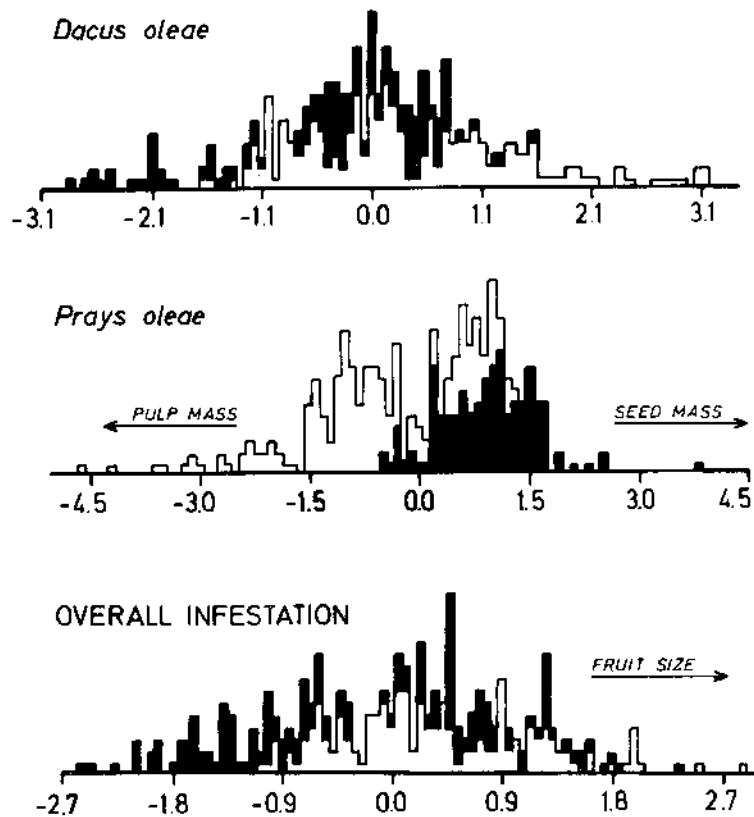 Dacus oleae
-3.1 -2.1 -1.1 0.0 1.1 2.1 3.1
Prays oleae
PULP MASS SEED MASS
-4.5 -3.0 -1.5 0.0 1.5 3.0 4.5
OVERALL INFESTATION
FRUIT SIZE
-2.7 -1.8 -0.9 0.0 0.9 1.8 2.7